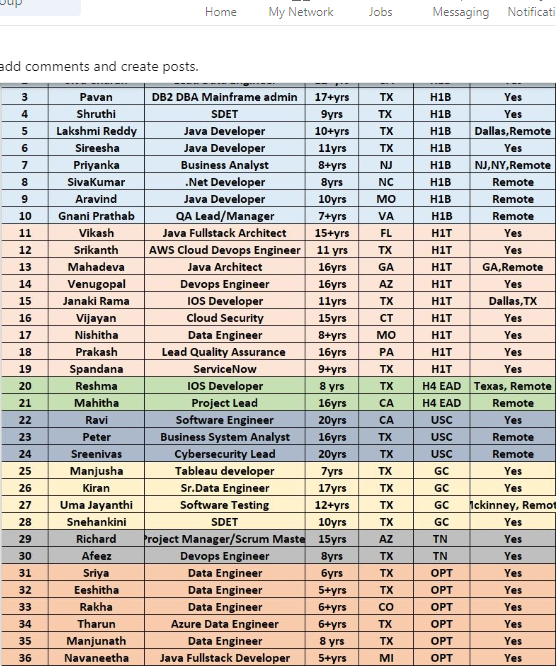 oup
Home My Network Jobs Messaging Notificati
add comments and create posts.
3 Pavan DB2 DBA Mainframe admin 17+yrs TX H1B Yes
4 Shruthi SDET 9yrs TX H1B Yes
5 Lakshmi Reddy Java Developer 10+yrs TX H1B Dallas,Remote
6 Sireesha Java Developer 11yrs TX H1B Yes
7 Priyanka Business Analyst 8+yrs NJ H1B NJ,NY,Remote
8 SivaKumar .Net Developer 8yrs NC H1B Remote
9 Aravind Java Developer 10yrs MO H1B Remote
10 Gnani Prathab QA Lead/Manager 7+yrs VA H1B Remote
11 Vikash Java Fullstack Architect 15+yrs FL H1T Yes
12 Srikanth AWS Cloud Devops Engineer 11 yrs TX H1T Yes
13 Mahadeva Java Architect 16yrs GA H1T GA,Remote
14 Venugopal Devops Engineer 16yrs AZ H1T Yes
15 Janaki Rama IOS Developer 11yrs TX H1T Dallas,TX
16 Vijayan Cloud Security 15yrs CT H1T Yes
17 Nishitha Data Engineer 8+yrs MO H1T Yes
18 Prakash Lead Quality Assurance 16yrs PA H1T Yes
19 Spandana ServiceNow 9+yrs TX H1T Yes
20 Reshma IOS Developer 8 yrs TX H4 EAD Texas, Remote
21 Mahitha Project Lead 16yrs CA H4 EAD Remote
22 Ravi Software Engineer 20yrs CA USC Yes
23 Peter Business System Analyst 16yrs TX USC Remote
24 Sreenivas Cybersecurity Lead 20yrs TX USC Remote
25 Manjusha Tableau developer 7yrs TX GC Yes
26 Kiran Sr.Data Engineer 17yrs TX GC Yes
27 Uma Jayanthi Software Testing 12+yrs TX GC Mckinney, Remot
28 Snehankini SDET 10yrs TX GC Yes
29 Richard Project Manager/Scrum Maste 15yrs AZ TN Yes
30 Afeez Devops Engineer 8yrs TX TN Yes
31 Sriya Data Engineer 6yrs TX OPT Yes
32 Eeshitha Data Engineer 5+yrs TX OPT Yes
33 Rakha Data Engineer 6+yrs CO OPT Yes
34 Tharun Azure Data Engineer 6+yrs TX OPT Yes
35 Manjunath Data Engineer 8 yrs TX OPT Yes
36 Navaneetha Java Fullstack Developer 5+yrs MI OPT Yes